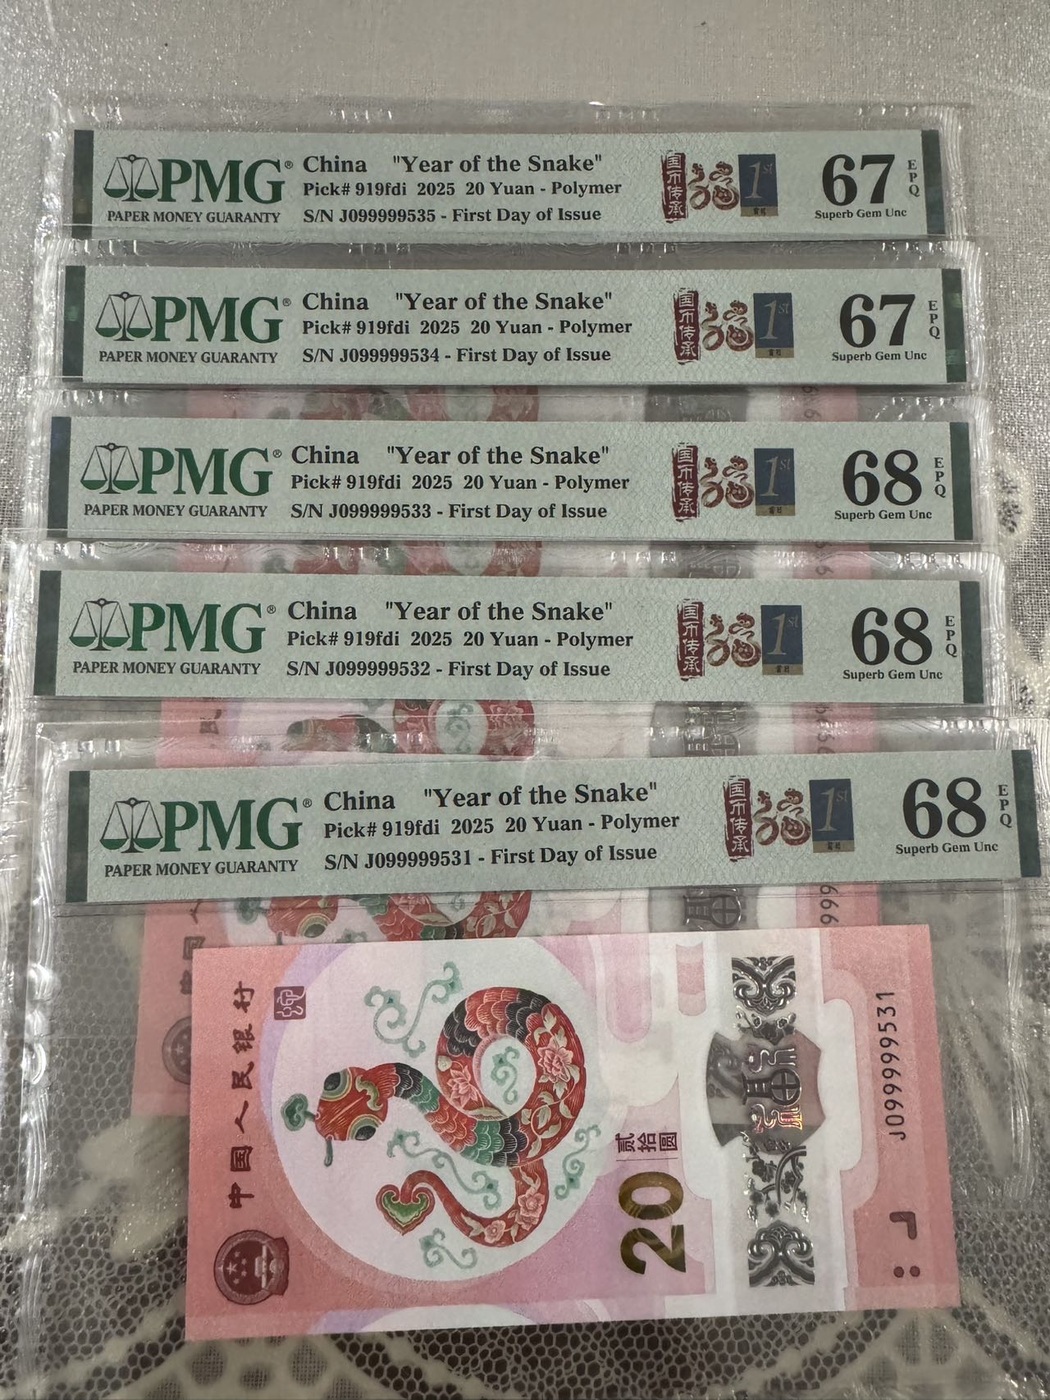 PMG®
PAPER MONEY GUARANTY
China "Year of the Snake"
Pick# 919fdi 2025 20 Yuan - Polymer
S/N J099999535 - First Day of Issue
国币传承
1st
67
EPQ
Superb Gem Unc
PMG®
PAPER MONEY GUARANTY
China "Year of the Snake"
Pick# 919fdi 2025 20 Yuan - Polymer
S/N J099999534 - First Day of Issue
国币传承
1st
67
EPQ
Superb Gem Unc
PMG®
PAPER MONEY GUARANTY
China "Year of the Snake"
Pick# 919fdi 2025 20 Yuan - Polymer
S/N J099999533 - First Day of Issue
国币传承
1st
68
EPQ
Superb Gem Unc
PMG®
PAPER MONEY GUARANTY
China "Year of the Snake"
Pick# 919fdi 2025 20 Yuan - Polymer
S/N J099999532 - First Day of Issue
国币传承
1st
68
EPQ
Superb Gem Unc
PMG®
PAPER MONEY GUARANTY
China "Year of the Snake"
Pick# 919fdi 2025 20 Yuan - Polymer
S/N J099999531 - First Day of Issue
国币传承
1st
68
EPQ
Superb Gem Unc
中国人民银行
贰拾圆
20
J099999531